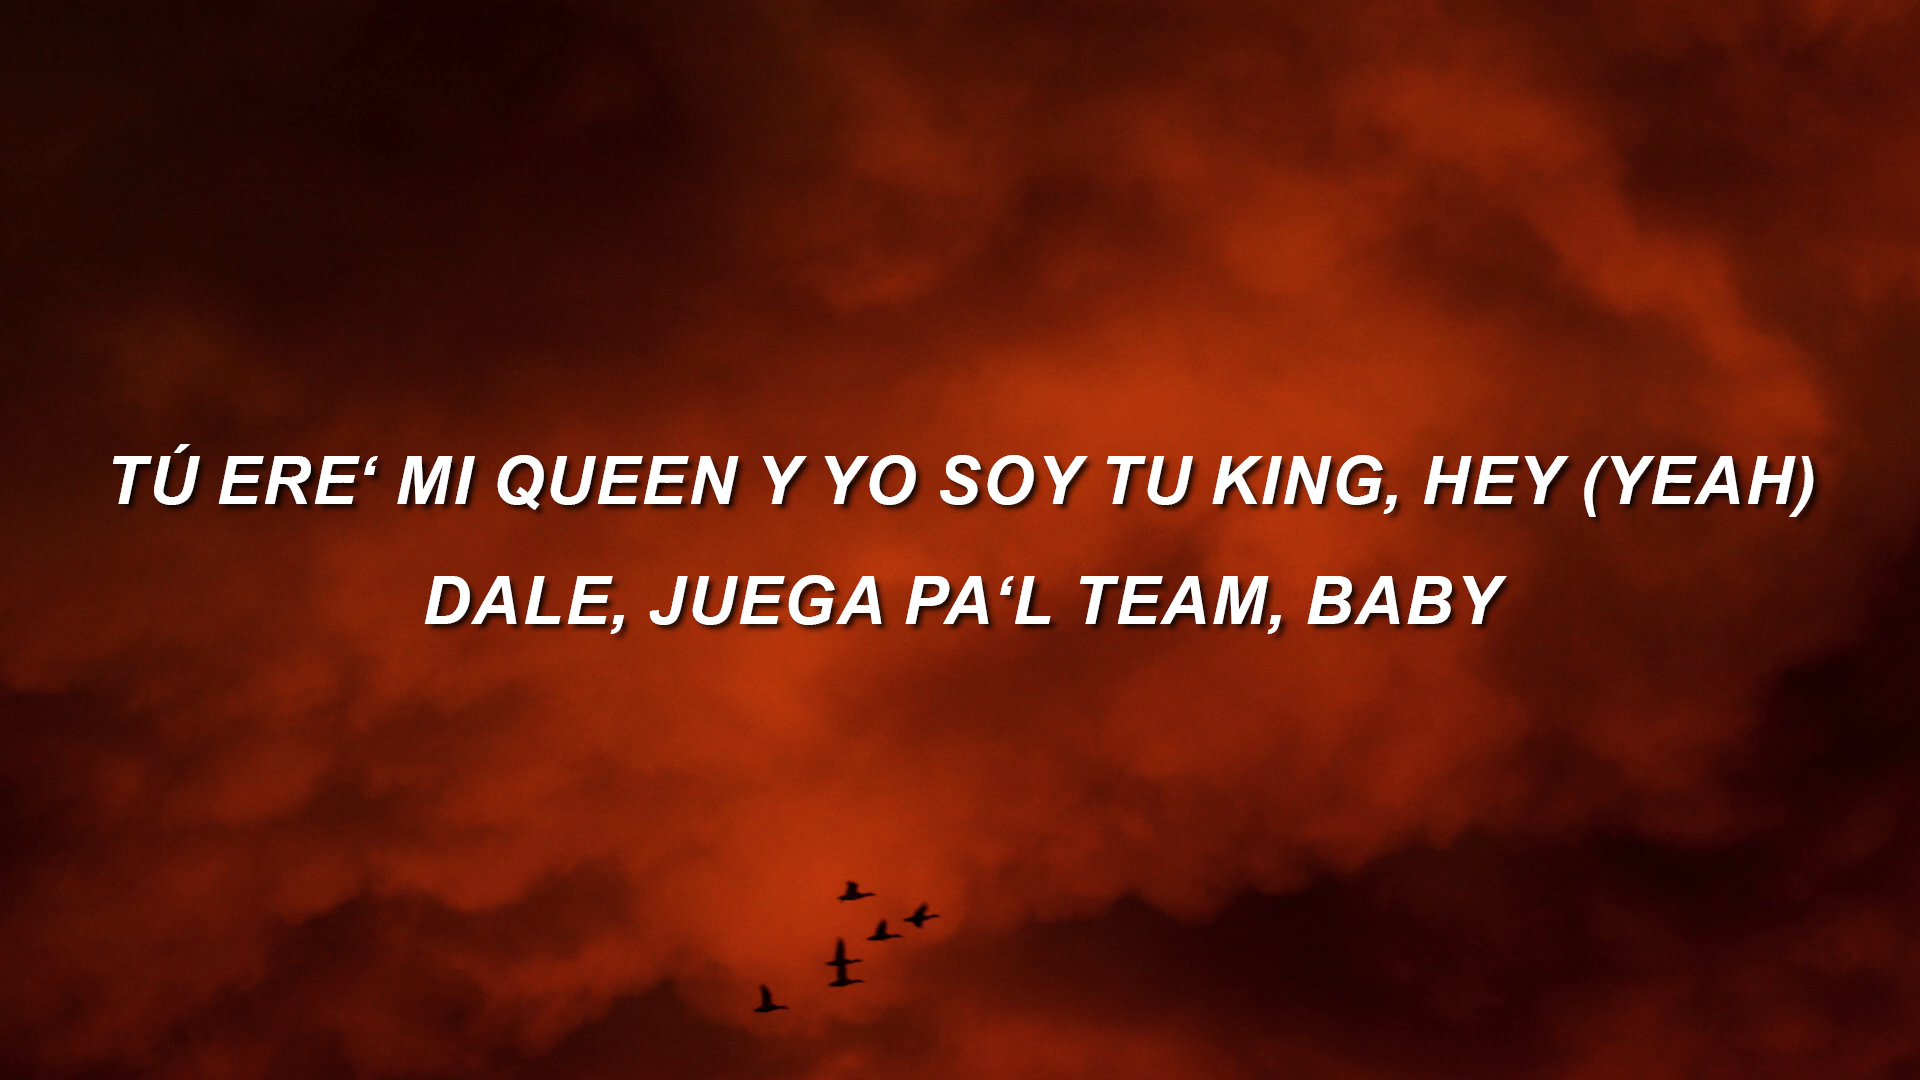 TÚ ERE‘ MI QUEEN Y YO SOY TU KING, HEY (YEAH)
DALE, JUEGA PA‘L TEAM, BABY